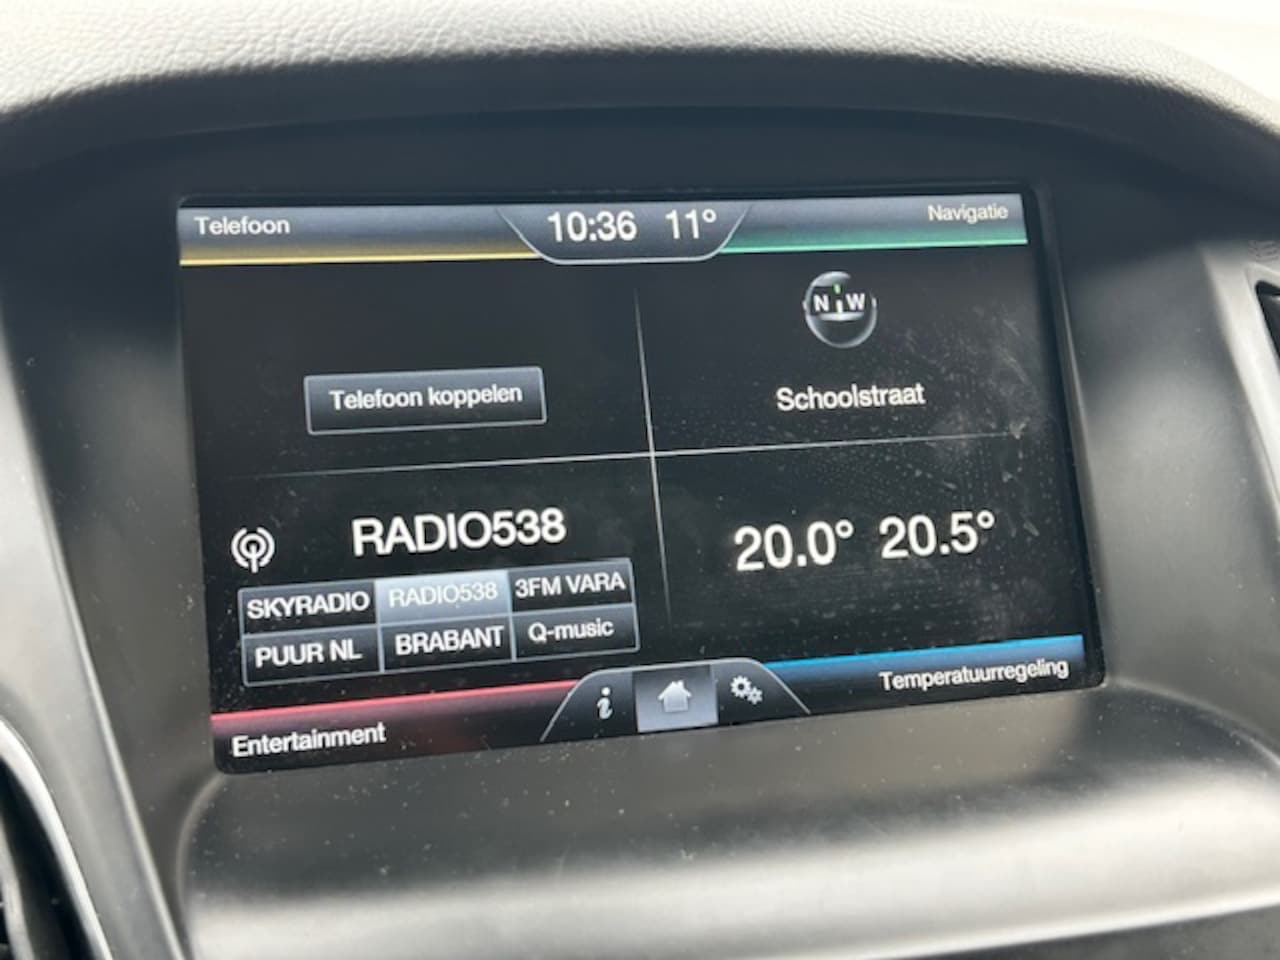 Telefoon
10:36 11°
Navigatie
N W
Telefoon koppelen
Schoolstraat
RADIO538
20.0° 20.5°
SKYRADIO RADIO538 3FM VARA
PUUR NL BRABANT Q-music
i
Entertainment
Temperatuurregeling